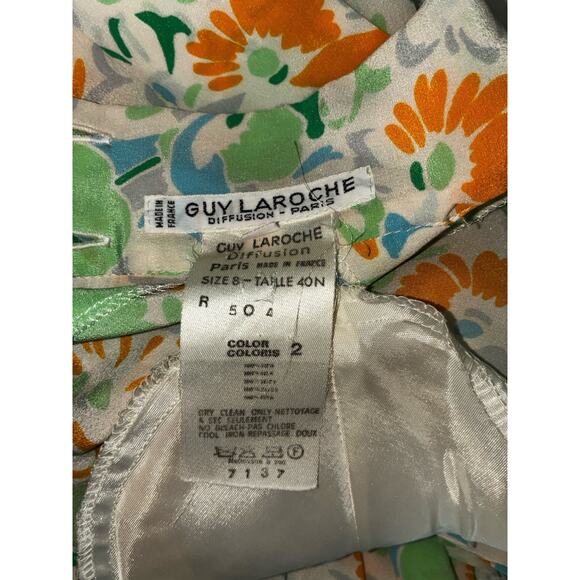 MADE IN
FRANCE
GUY LAROCHE
DIFFUSION - PARIS
GUY LAROCHE
Diffusion
Paris MADE IN FRANCE
SIZE 8 - TAILLE 40N
R 504
COLOR
COLORIS 2
DRY CLEAN ONLY-NETTOYAGE
A SEC SEULEMENT
NO BLEACH-PAS CHLORE
COOL IRON-REPASSAGE DOUX
F
7137